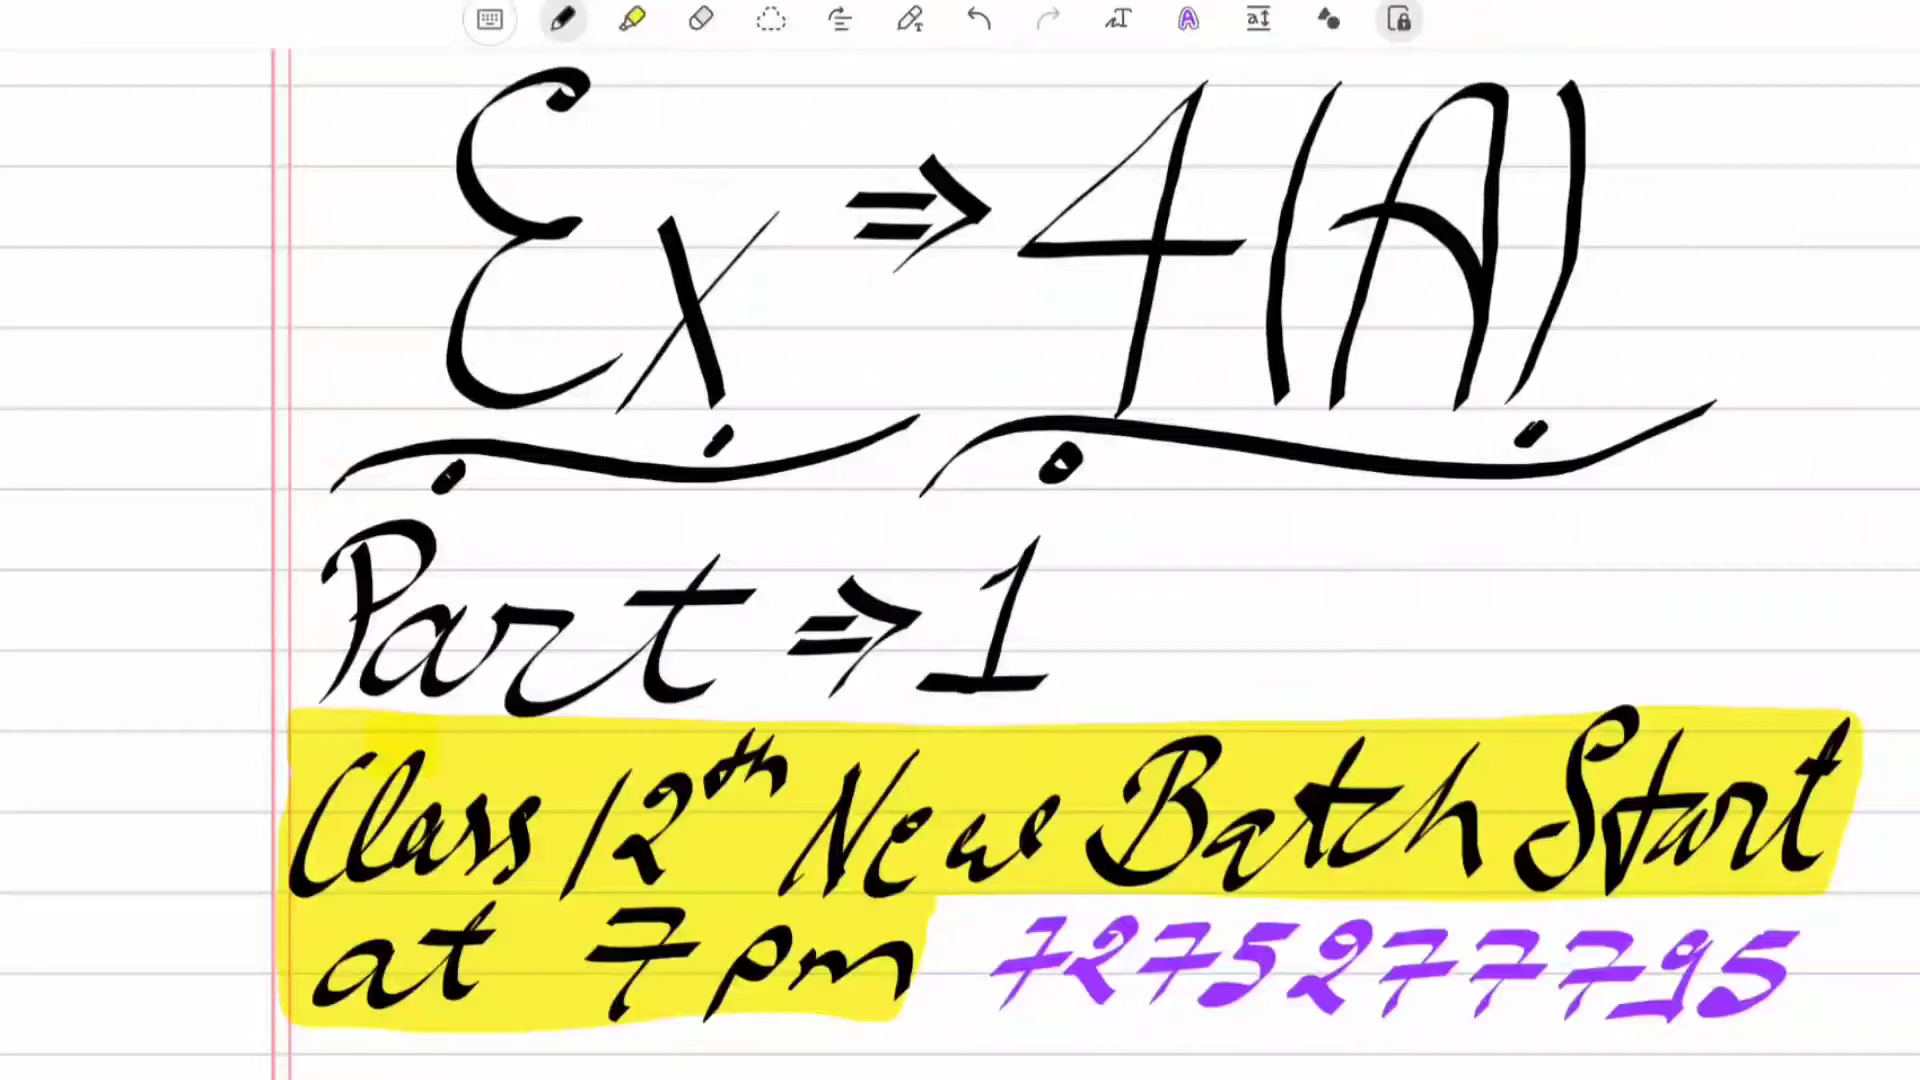 Ex ⇒ 4(A)
Part ⇒ 1
Class 12th New Batch Start
at 7 pm 7275277795